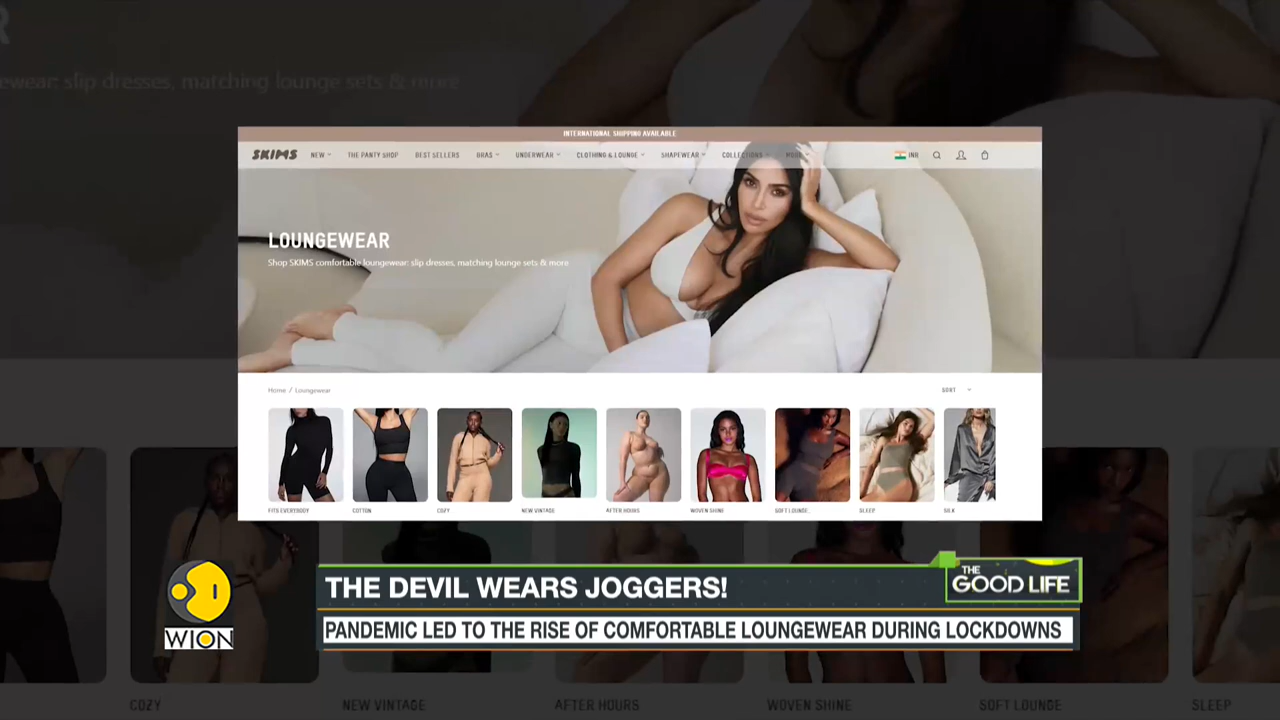 R
ewear: slip dresses, matching lounge sets & more
INTERNATIONAL SHIPPING AVAILABLE
SKIMS NEW THE PANTY SHOP BEST SELLERS BRAS UNDERWEAR CLOTHING & LOUNGE SHAPEWEAR COLLECTIONS MORE INR
LOUNGEWEAR
Shop SKIMS comfortable loungewear: slip dresses, matching lounge sets & more
Home / Loungewear
SORT
FITS EVERYBODY COTTON COZY NEW VINTAGE AFTER HOURS WOVEN SHINE SOFT LOUNGE SLEEP SILK
THE
GOOD LIFE
THE DEVIL WEARS JOGGERS!
PANDEMIC LED TO THE RISE OF COMFORTABLE LOUNGEWEAR DURING LOCKDOWNS
WION
COZY NEW VINTAGE AFTER HOURS WOVEN SHINE SOFT LOUNGE SLEEP